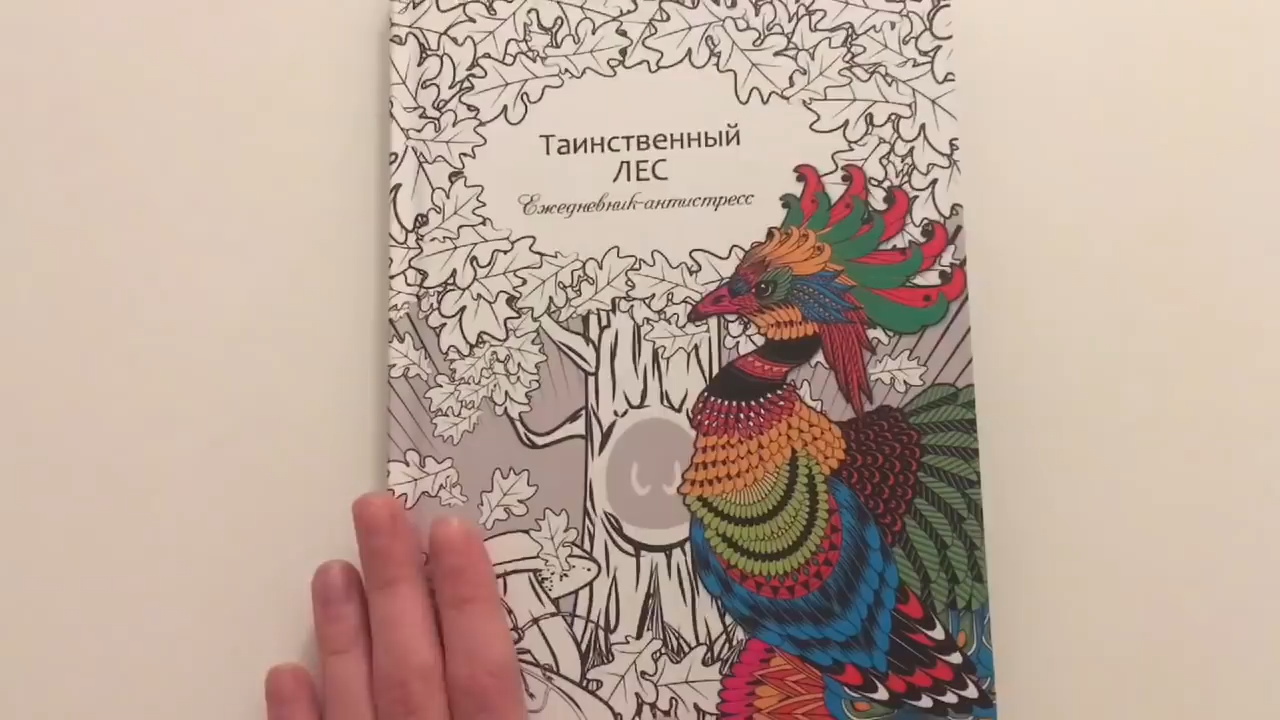 Таинственный
ЛЕС
Ежедневник-антистресс